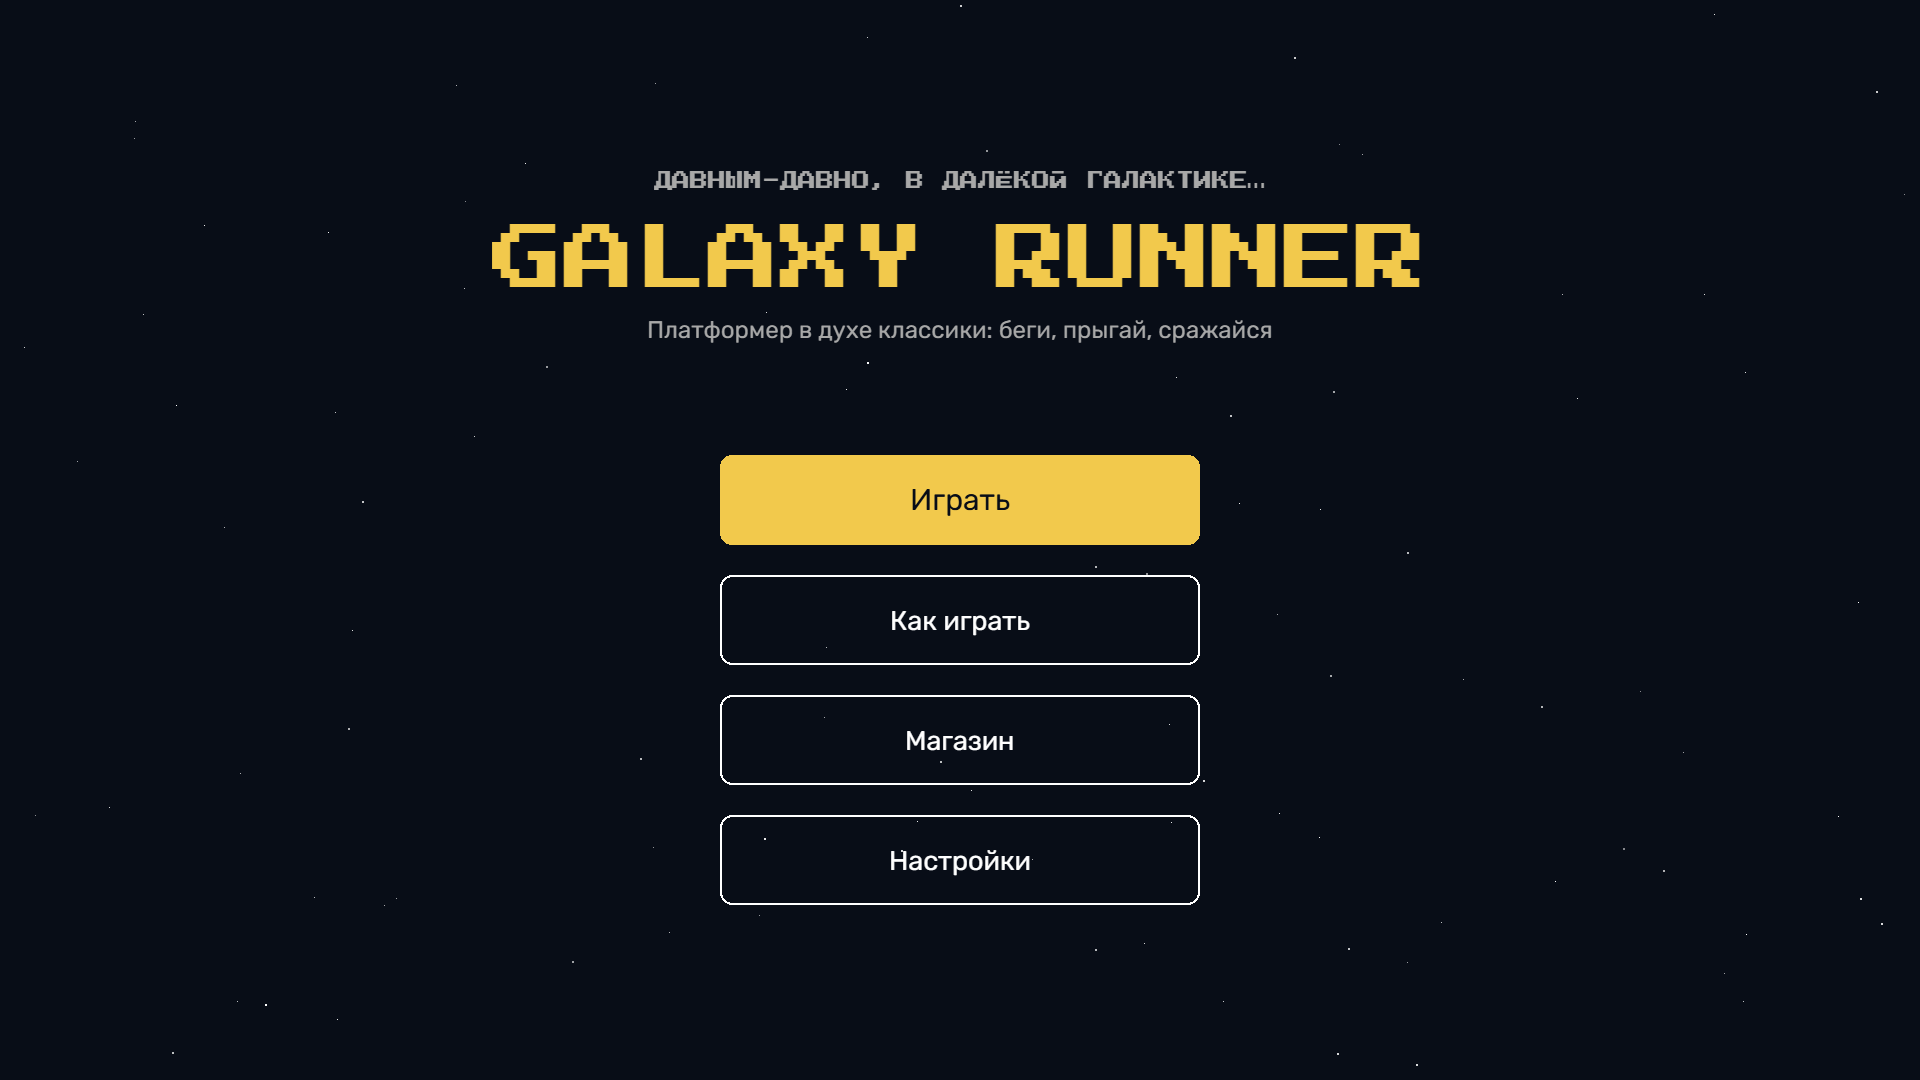 ДАВНЫМ-ДАВНО, В ДАЛЁКОЙ ГАЛАКТИКЕ...
GALAXY RUNNER
Платформер в духе классики: беги, прыгай, сражайся
Играть
Как играть
Магазин
Настройки